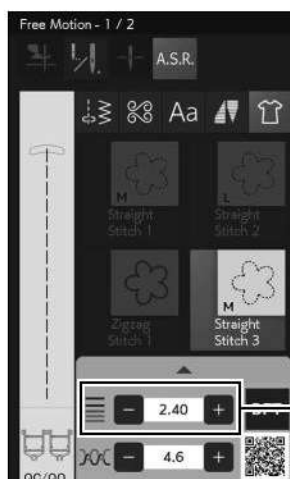 Free Motion - 1 / 2
A.S.R.
Aa
M
L
Straight
Stitch 1
Straight
Stitch 2
M
Zigzag
Stitch 1
Straight
Stitch 3
- 2.40 +
- 4.6 +